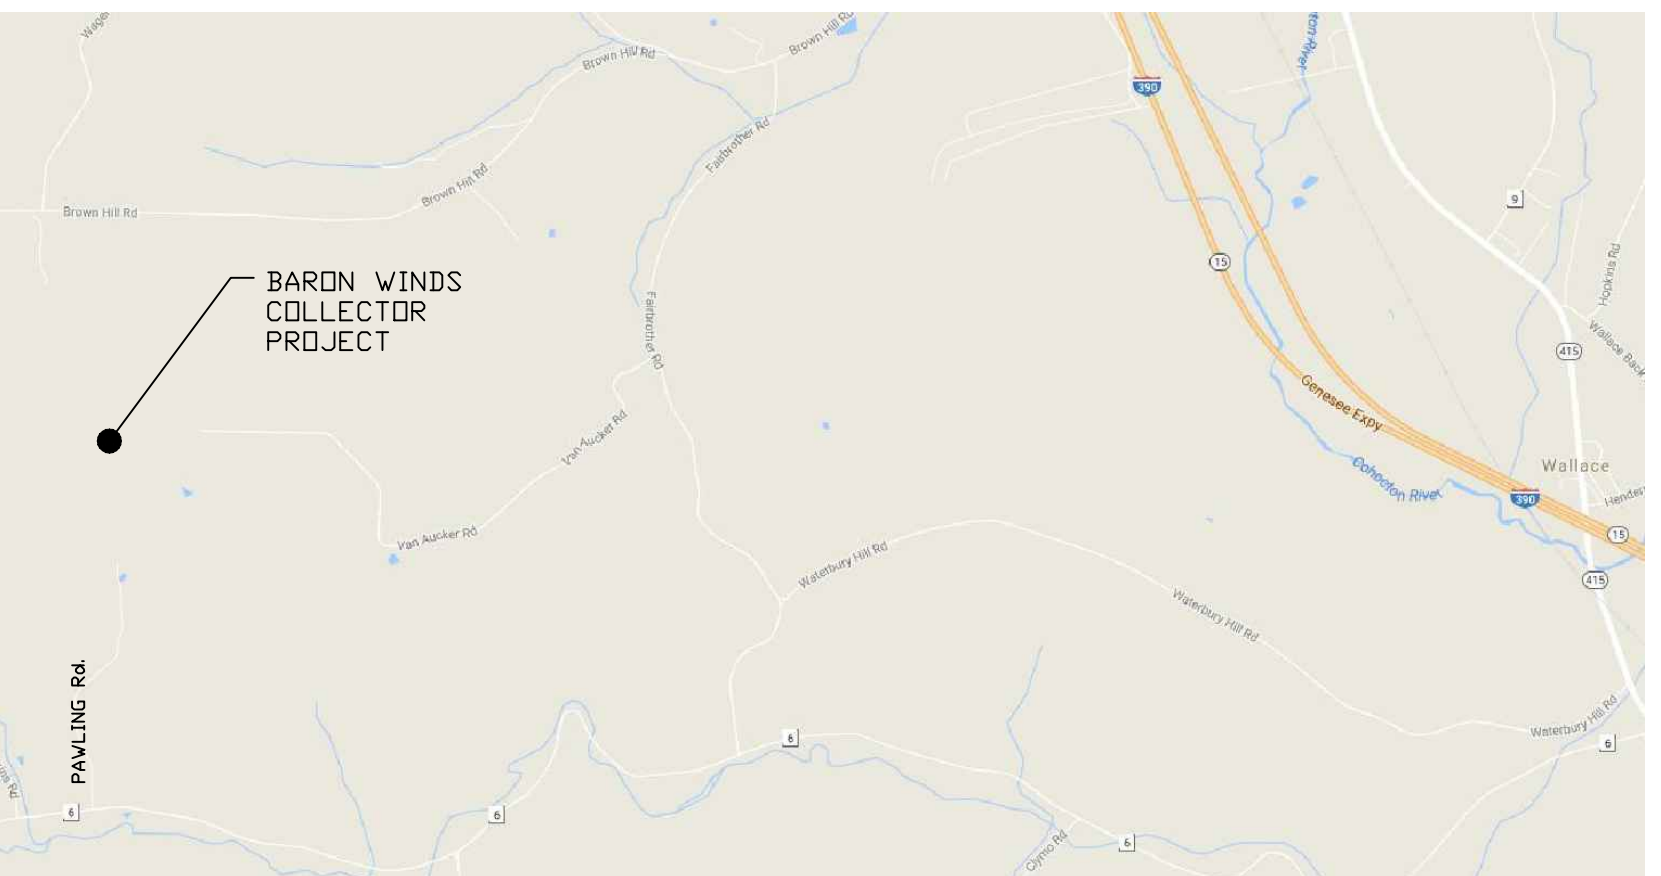 Brown Hill Rd
Brown Hill Rd
390
Fairbrother Rd
Brown Hill Rd
9
Brown Hill Rd
15
Hopkins Rd
BARON WINDS
COLLECTOR
PROJECT
Fairbrother Rd
415
Wallace Back
Genesee Expy
Van Aucker Rd
Wallace
Cohocton River
390
Van Aucker Rd
15
Waterbury Hill Rd
415
Waterbury Hill Rd
PAWLING Rd.
Waterbury Hill Rd
6
6
6
6
6
Clymo Rd